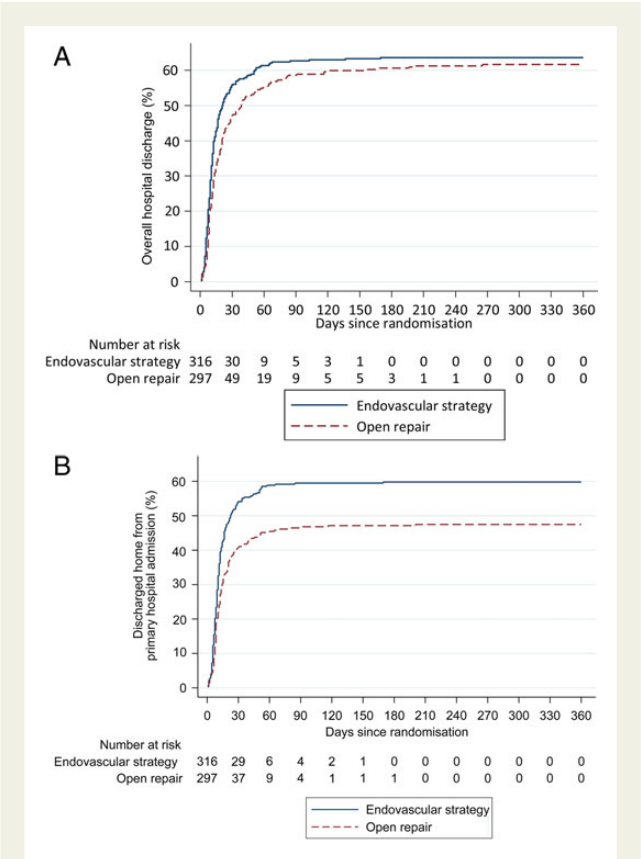 A
Overall hospital discharge (%)
60
50
40
30
20
10
0
0 30 60 90 120 150 180 210 240 270 300 330 360
Days since randomisation
Number at risk
Endovascular strategy 316 30 9 5 3 1 0 0 0 0 0 0 0
Open repair 297 49 19 9 5 5 3 1 1 0 0 0 0
Endovascular strategy
Open repair
B
Discharged home from
primary hospital admission (%)
60
50
40
30
20
10
0
0 30 60 90 120 150 180 210 240 270 300 330 360
Days since randomisation
Number at risk
Endovascular strategy 316 29 6 4 2 1 0 0 0 0 0 0 0
Open repair 297 37 9 4 1 1 1 0 0 0 0 0 0
Endovascular strategy
Open repair